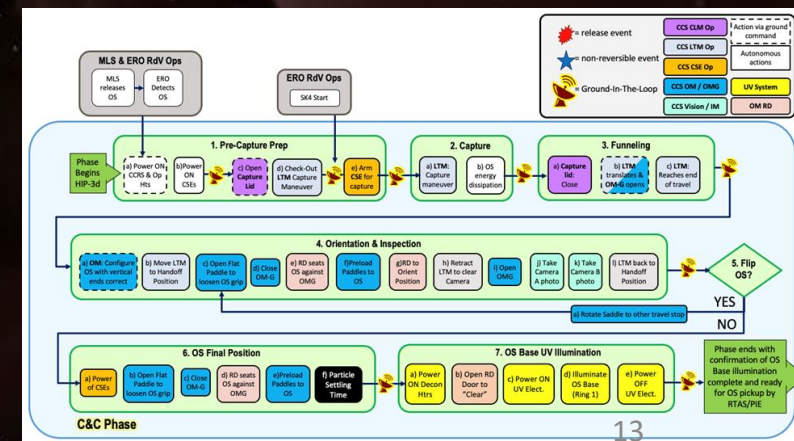 = release event
= non-reversible event
= Ground-In-The-Loop
CCS CLM Op
CCS LTM Op
CCS CSE Op
CCS OM / OMG
CCS Vision / IM
Action via ground
command
Autonomous
actions
UV System
OM RD
MLS & ERO RdV Ops
MLS
releases
OS
ERO
Detects
OS
ERO RdV Ops
SK4 Start
Phase
Begins
HIP-3d
1. Pre-Capture Prep
a) Power ON
CCRS & Op
Htrs
b)Power
ON
CSEs
c) Open
Capture
Lid
d) Check-Out
LTM Capture
Maneuver
e) Arm
CSE for
capture
2. Capture
a) LTM:
Capture
maneuver
b) OS
energy
dissipation
3. Funneling
a) Capture
lid:
Close
b) LTM
translates &
OM-G opens
c) LTM:
Reaches end
of travel
4. Orientation & Inspection
a) OM: Configure
OS with vertical
ends correct
b) Move LTM
to Handoff
Position
c) Open Flat
Paddle to
loosen OS grip
d) Close
OM-G
e) RD seats
OS against
OMG
f)Preload
Paddles to
OS
g)RD to
Orient
Position
h) Retract
LTM to clear
Camera
i) Open
OMG
j) Take
Camera
A photo
k) Take
Camera B
photo
l) LTM back to
Handoff
Position
5. Flip
OS?
YES
a) Rotate Saddle to other travel stop
NO
6. OS Final Position
a) Power
of CSEs
b) Open Flat
Paddle to
loosen OS grip
c) Close
OM-G
d) RD seats
OS against
OMG
e)Preload
Paddles to
OS
f) Particle
Settling
Time
7. OS Base UV Illumination
a) Power
ON Decon
Htrs
b) Open RD
Door to
"Clear"
c) Power ON
UV Elect.
d) Illuminate
OS Base
(Ring 1)
e) Power
OFF
UV Elect.
Phase ends with
confirmation of OS
Base illumination
complete and ready
for OS pickup by
RTAS/PIE
C&C Phase
13